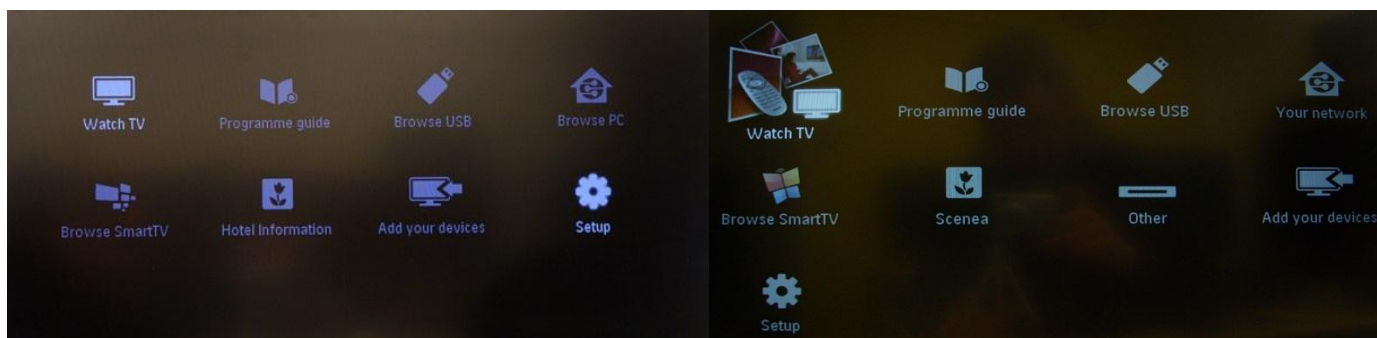 Watch TV
Programme guide
Browse USB
Browse PC
Browse SmartTV
Hotel Information
Add your devices
Setup
Watch TV
Programme guide
Browse USB
Your network
Browse SmartTV
Scenea
Other
Add your devices
Setup